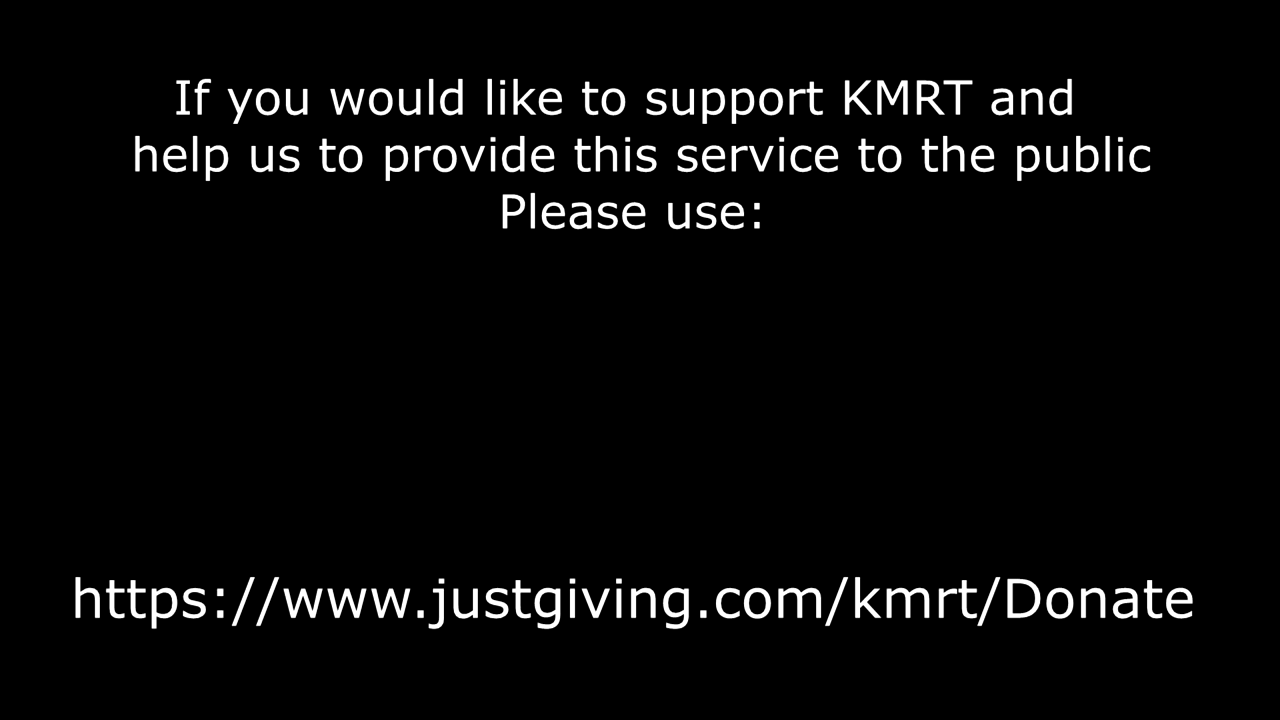 If you would like to support KMRT and
help us to provide this service to the public
Please use:
https://www.justgiving.com/kmrt/Donate